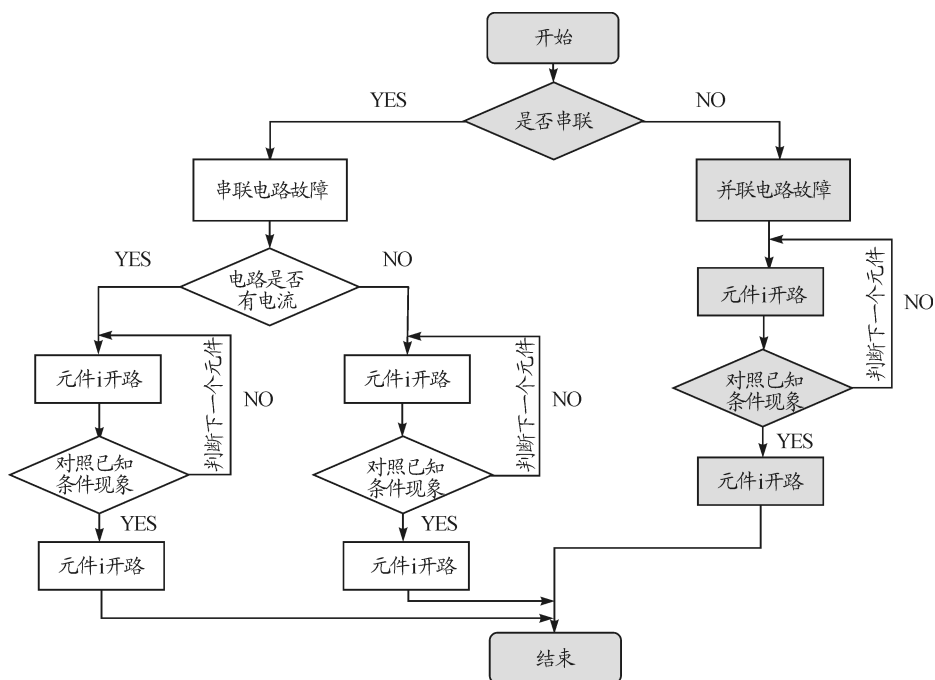 开始
YES
NO
是否串联
串联电路故障
并联电路故障
YES
电路是否
有电流
NO
元件i开路
判断下一个元件
NO
元件i开路
判断下一个元件
NO
元件i开路
判断下一个元件
NO
对照已知
条件现象
对照已知
条件现象
对照已知
条件现象
YES
YES
YES
元件i开路
元件i开路
元件i开路
结束